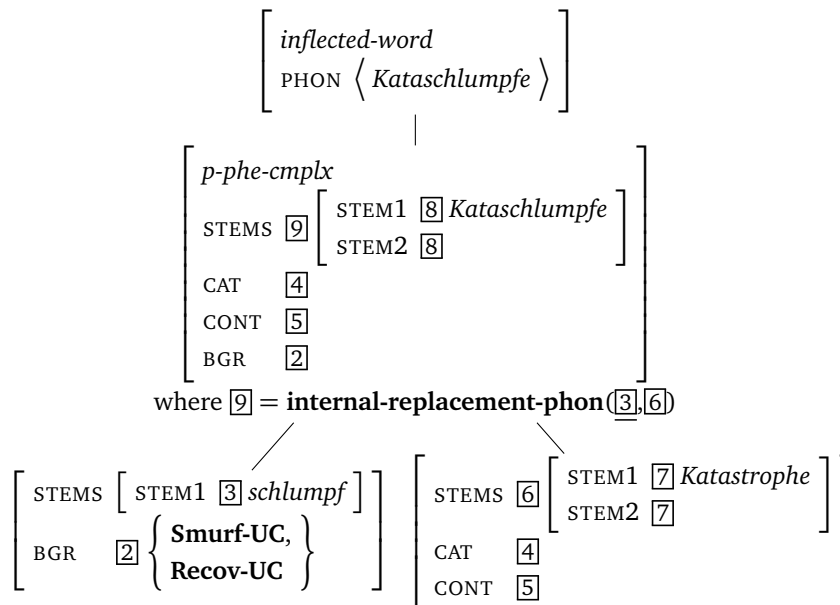 inflected-word
PHON ⟨ Kataschlumpfe ⟩
p-phe-cmplx
STEMS 9 STEM1 8 Kataschlumpfe
STEM2 8
CAT 4
CONT 5
BGR 2
where 9 = internal-replacement-phon(3,6)
STEMS [ STEM1 3 schlumpf ]
BGR 2 { Smurf-UC,
Recov-UC }
STEMS 6 STEM1 7 Katastrophe
STEM2 7
CAT 4
CONT 5